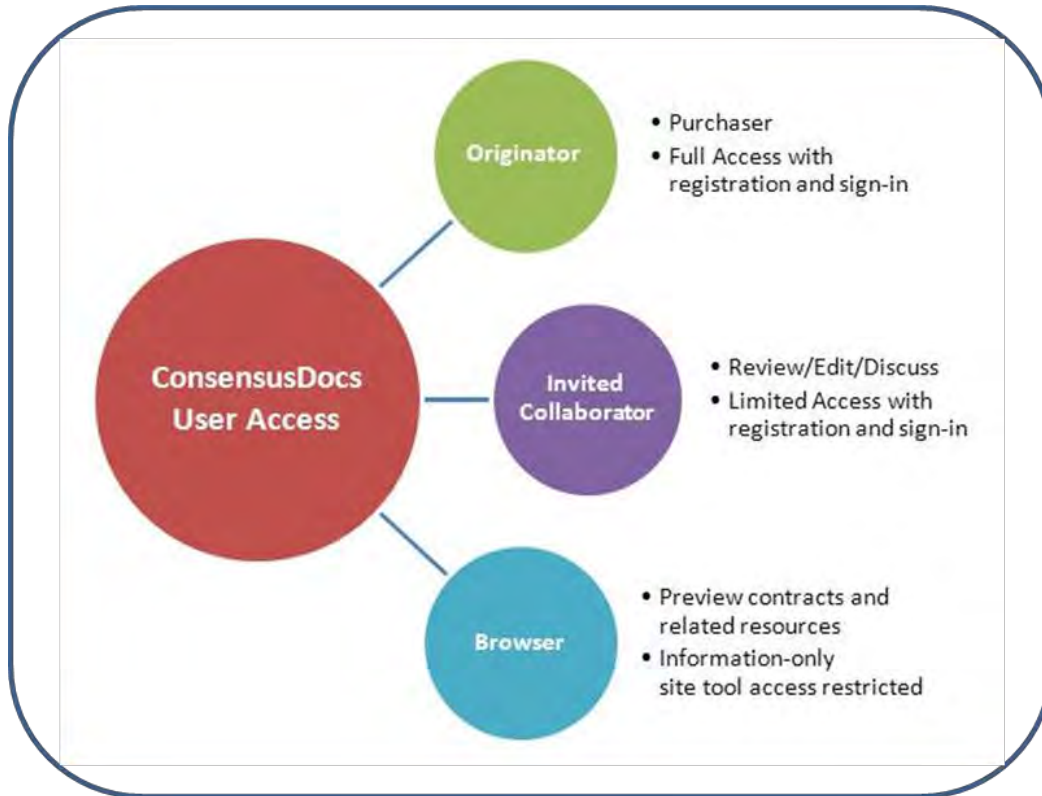 ConsensusDocs
User Access
Originator
• Purchaser
• Full Access with
registration and sign-in
Invited
Collaborator
• Review/Edit/Discuss
• Limited Access with
registration and sign-in
Browser
• Preview contracts and
related resources
• Information-only
site tool access restricted